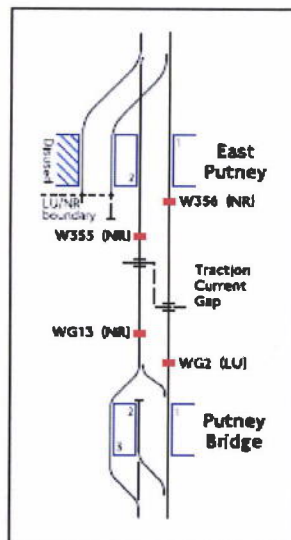 Disused
2
1
East
Putney
LU/NR
boundary
W356 (NR)
W355 (NR)
Traction
Current
Gap
WG13 (NR)
WG2 (LU)
2
3
1
Putney
Bridge